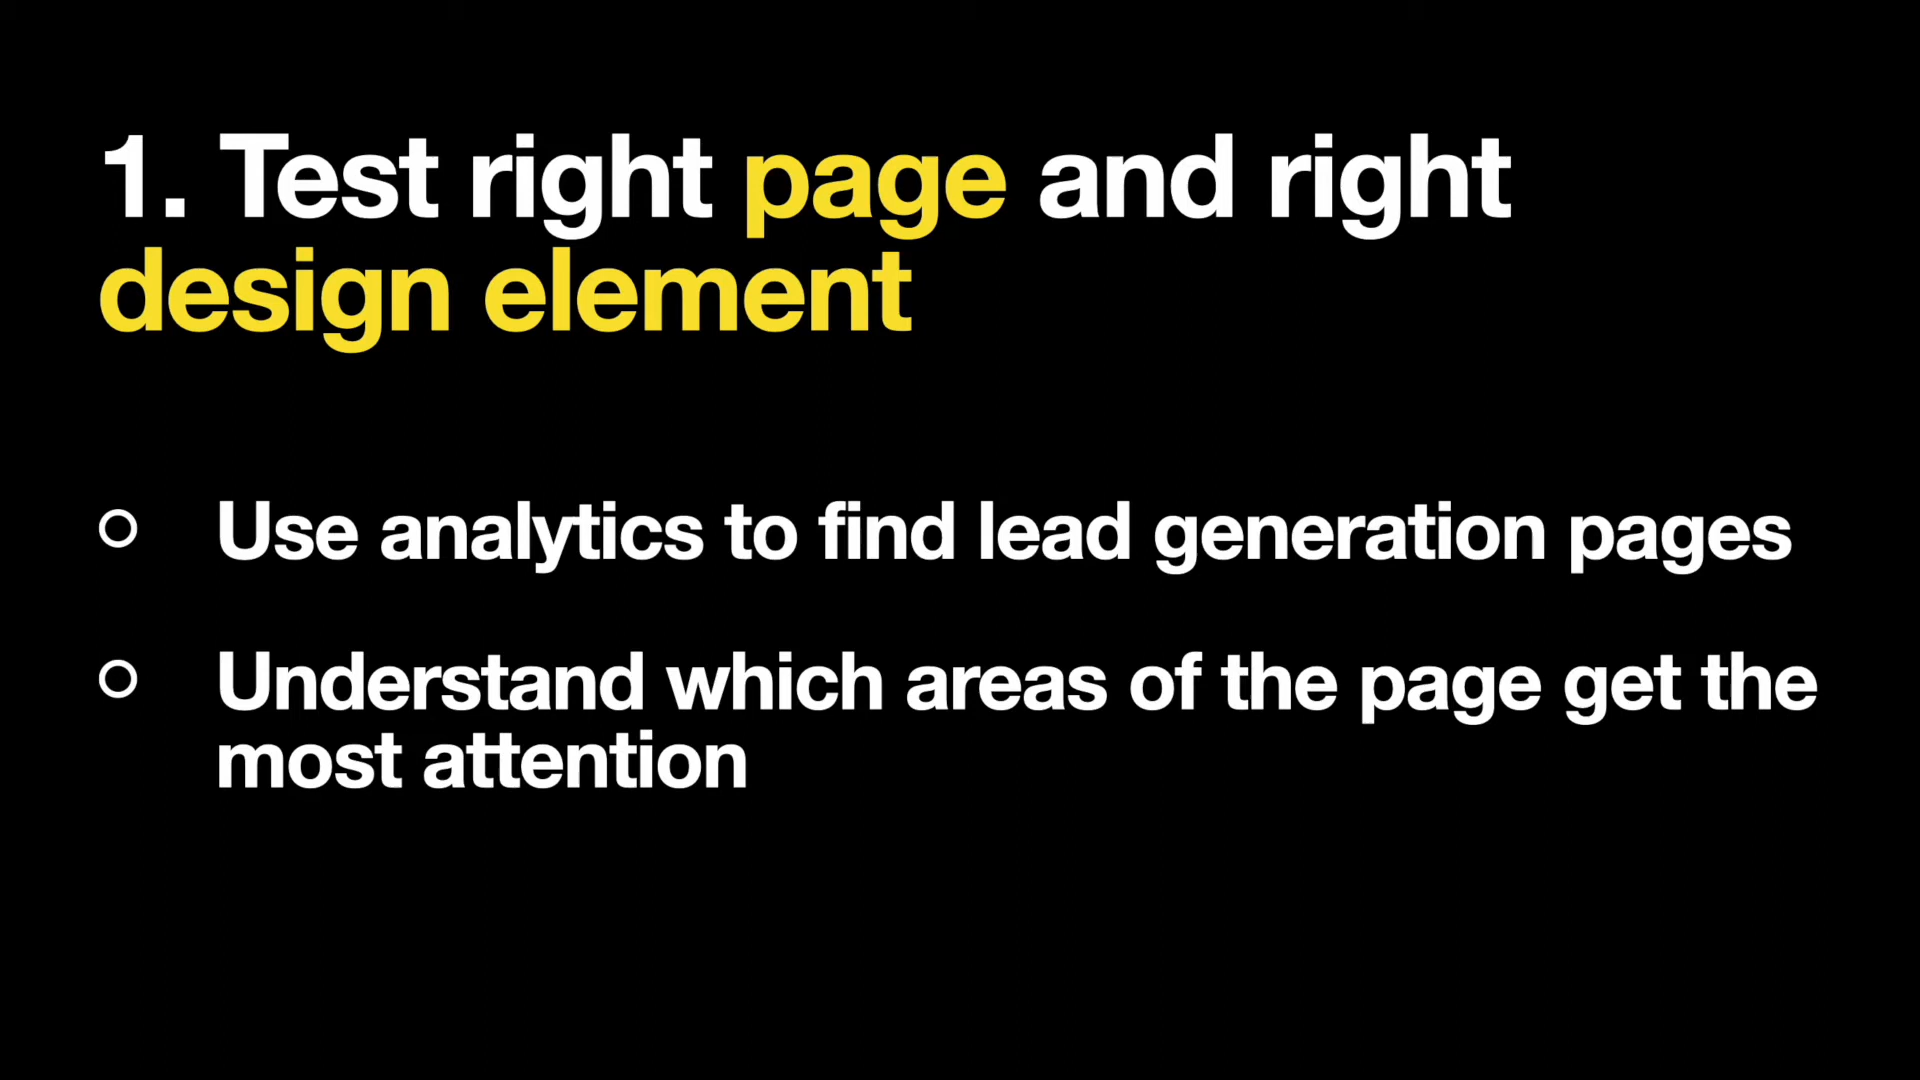 1. Test right page and right
design element
Use analytics to find lead generation pages
Understand which areas of the page get the
most attention